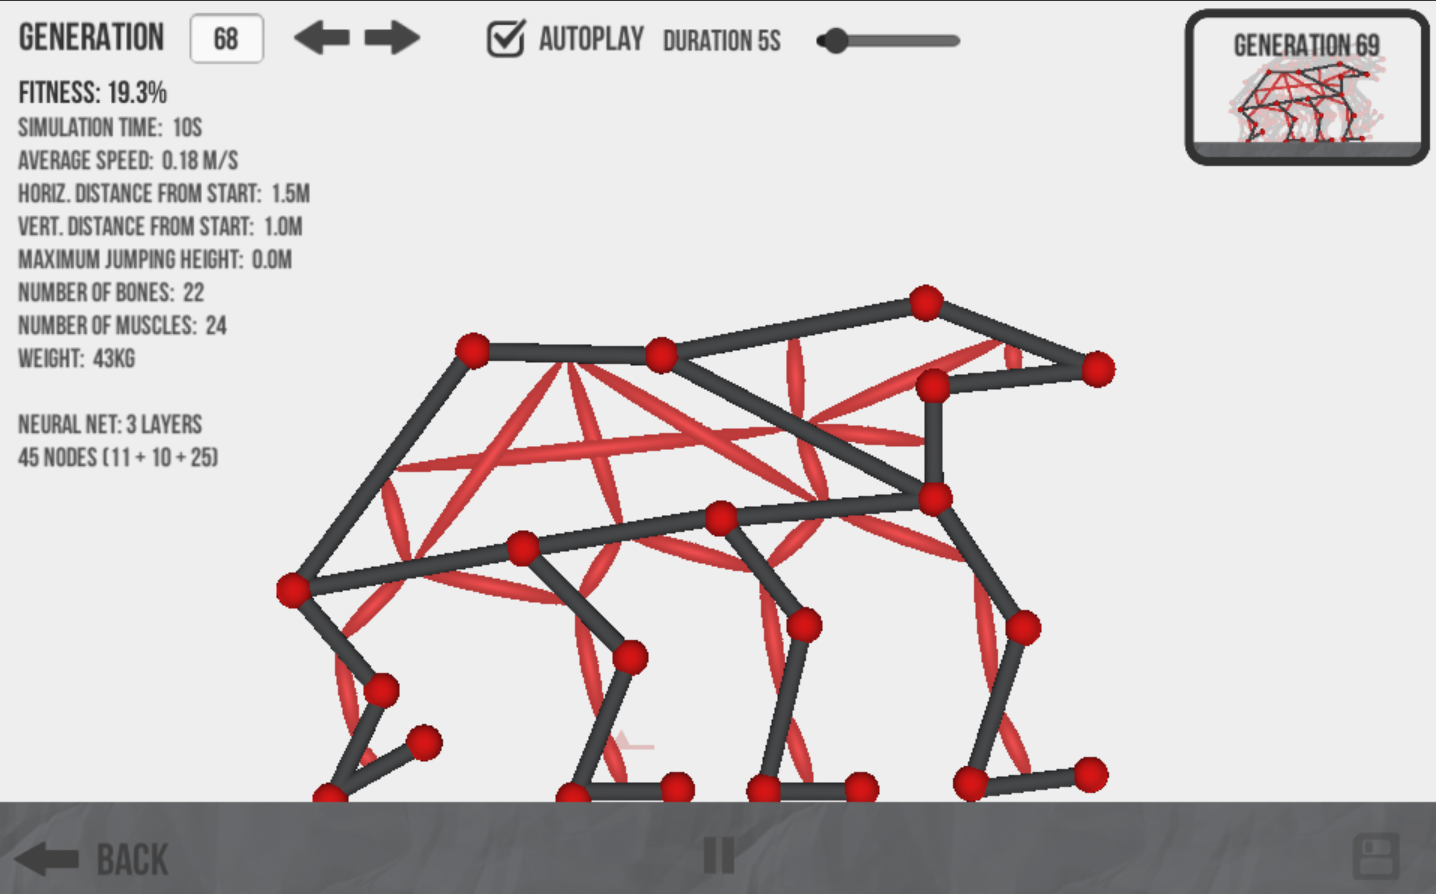 GENERATION 68
AUTOPLAY DURATION 5S
GENERATION 69
FITNESS: 19.3%
SIMULATION TIME: 10S
AVERAGE SPEED: 0.18 M/S
HORIZ. DISTANCE FROM START: 1.5M
VERT. DISTANCE FROM START: 1.0M
MAXIMUM JUMPING HEIGHT: 0.0M
NUMBER OF BONES: 22
NUMBER OF MUSCLES: 24
WEIGHT: 43KG
NEURAL NET: 3 LAYERS
45 NODES (11 + 10 + 25)
BACK